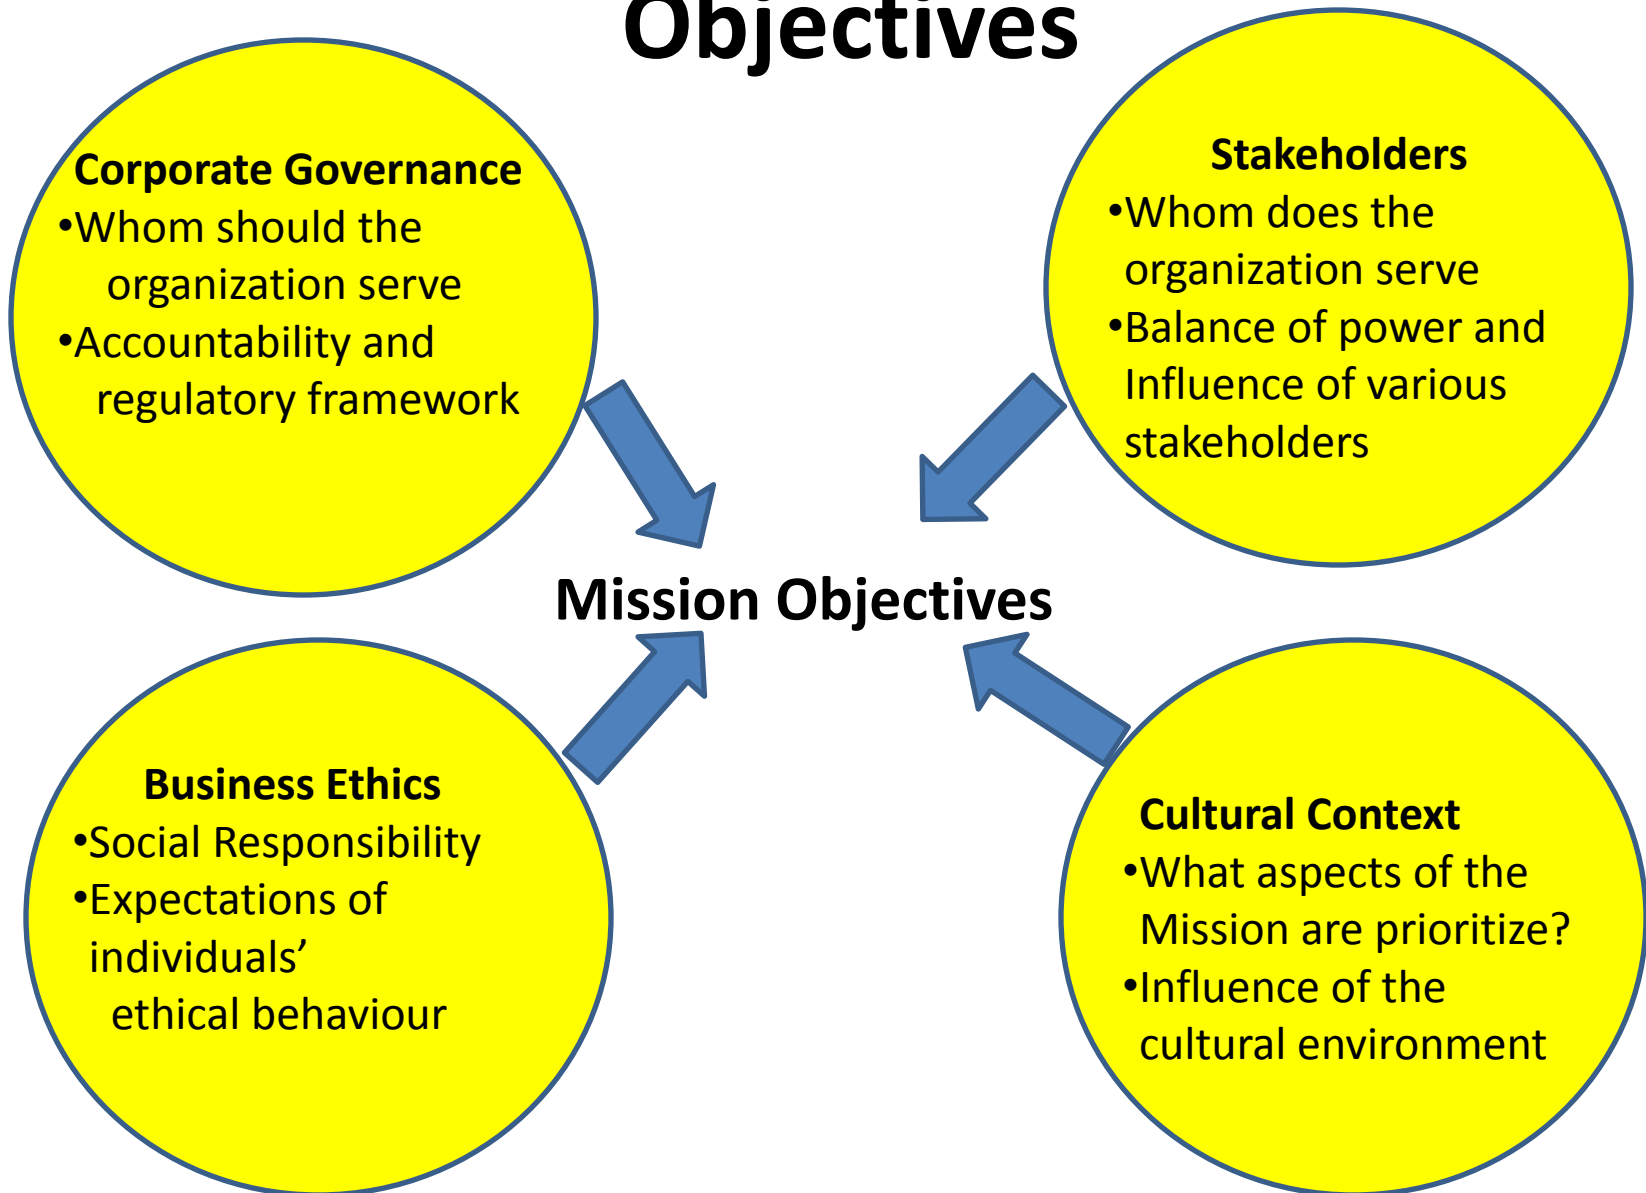 Objectives
Corporate Governance
•Whom should the
organization serve
•Accountability and
regulatory framework
Stakeholders
•Whom does the
organization serve
•Balance of power and
Influence of various
stakeholders
Mission Objectives
Business Ethics
•Social Responsibility
•Expectations of
individuals’
ethical behaviour
Cultural Context
•What aspects of the
Mission are prioritize?
•Influence of the
cultural environment